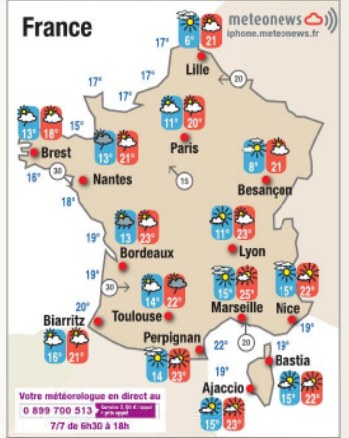 France
meteonews
iphone.meteonews.fr
17° 6° 21
Lille
17° 17° 20
17°
11° 20°
Paris
15°
13° 18°
Brest
13° 21°
Nantes
16° 30
15
8° 21
Besançon
18°
11° 23°
Lyon
19° 13 23°
Bordeaux
19°
30
14° 22°
Toulouse
15° 25°
Marseille
15° 22°
Nice
20°
Biarritz
16° 21°
Perpignan
14 23°
22° 20 19°
19°
Bastia
15° 22°
19°
Ajaccio
15° 23°
Votre météorologue en direct au
0 899 700 513
7/7 de 6h30 à 18h